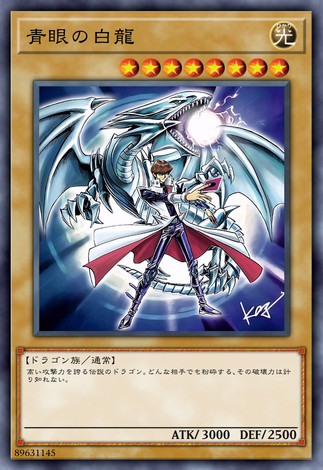 青眼の白龍
光
【ドラゴン族/通常】
高い攻撃力を誇る伝説のドラゴン。どんな相手でも粉砕する、その破壊力は計
り知れない。
ATK/ 3000 DEF/2500
89631145